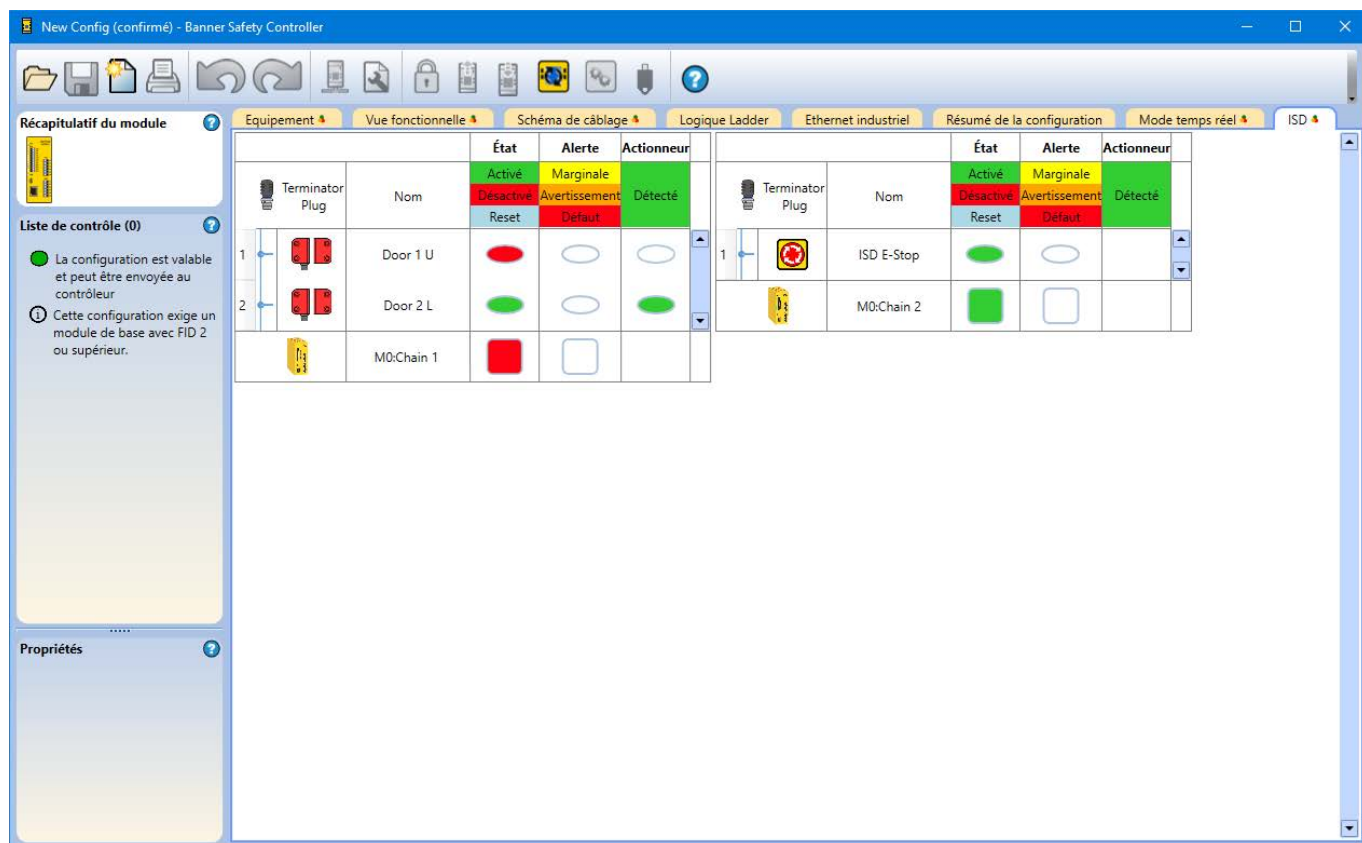 New Config (confirmé) - Banner Safety Controller
Récapitulatif du module
Liste de contrôle (0)
La configuration est valable
et peut être envoyée au
contrôleur
Cette configuration exige un
module de base avec FID 2
ou supérieur.
Propriétés
Equipement Vue fonctionnelle Schéma de câblage Logique Ladder Ethernet industriel Résumé de la configuration Mode temps réel ISD
État Alerte Actionneur
Terminator
Plug
Nom
Activé Marginale
Désactivé Avertissement Détecté
Reset Défaut
1 Door 1 U
2 Door 2 L
M0:Chain 1
État Alerte Actionneur
Terminator
Plug
Nom
Activé Marginale
Désactivé Avertissement Détecté
Reset Défaut
1 ISD E-Stop
M0:Chain 2